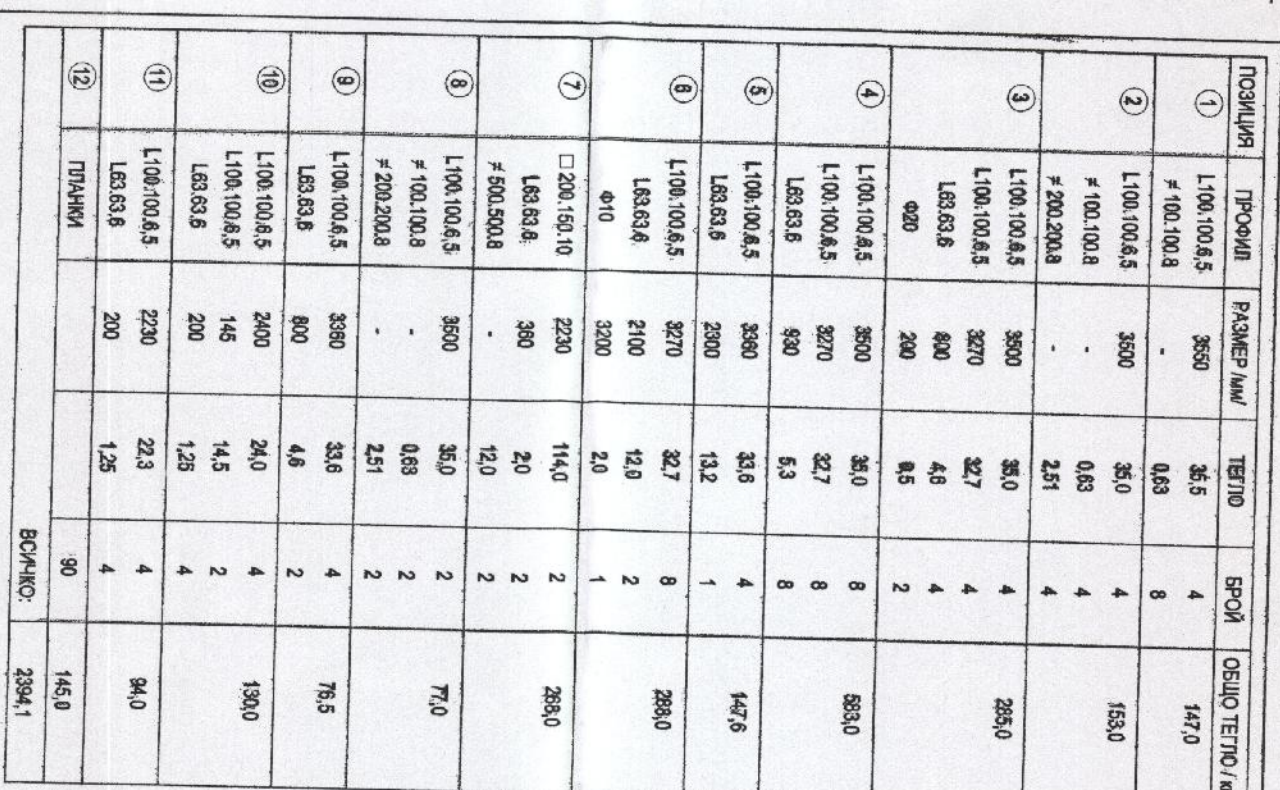 ПОЗИЦИЯ ПРОФИЛ РАЗМЕР /мм/ ТЕГЛО БРОЙ ОБЩО ТЕГЛО /
1 L100.100.6,5 3550 35,5 4 147,0
≠ 100.100.8 - 0,63 8
2 L100.100.6,5 3500 35,0 4 153,0
≠ 100.100.8 - 0,63 4
≠ 200.200.8 - 2,51 4
3 L100.100.6,5 3500 35,0 4 285,0
L100.100.6,5 3270 32,7 4
L63.63.6 800 4,6 4
Ф20 200 0,5 2
4 L100.100.6,5 3500 35,0 8 583,0
L100.100.6,5 3270 32,7 8
L63.63.6 930 5,3 8
5 L100.100.6,5 3360 33,6 4 147,6
L63.63.6 2300 13,2 1
6 L100.100.6,5 3270 32,7 8 288,0
L63.63.6 2100 12,0 2
Ф10 3200 2,0 1
7 □ 200.150.10 2230 114,0 2 268,0
L63.63.6 360 2,0 2
≠ 500.500.8 - 12,0 2
8 L100.100.6,5 3500 35,0 2 77,0
≠ 100.100.8 - 0,63 2
≠ 200.200.8 - 2,51 2
9 L100.100.6,5 3360 33,6 4 76,5
L63.63.6 800 4,6 2
10 L100.100.6,5 2400 24,0 4 130,0
L100.100.6,5 145 14,5 2
L63.63.6 200 1,25 4
11 L100.100.6,5 2230 22,3 4 94,0
L63.63.6 200 1,25 4
12 ПЛАНКИ 90 145,0
ВСИЧКО: 2394,1